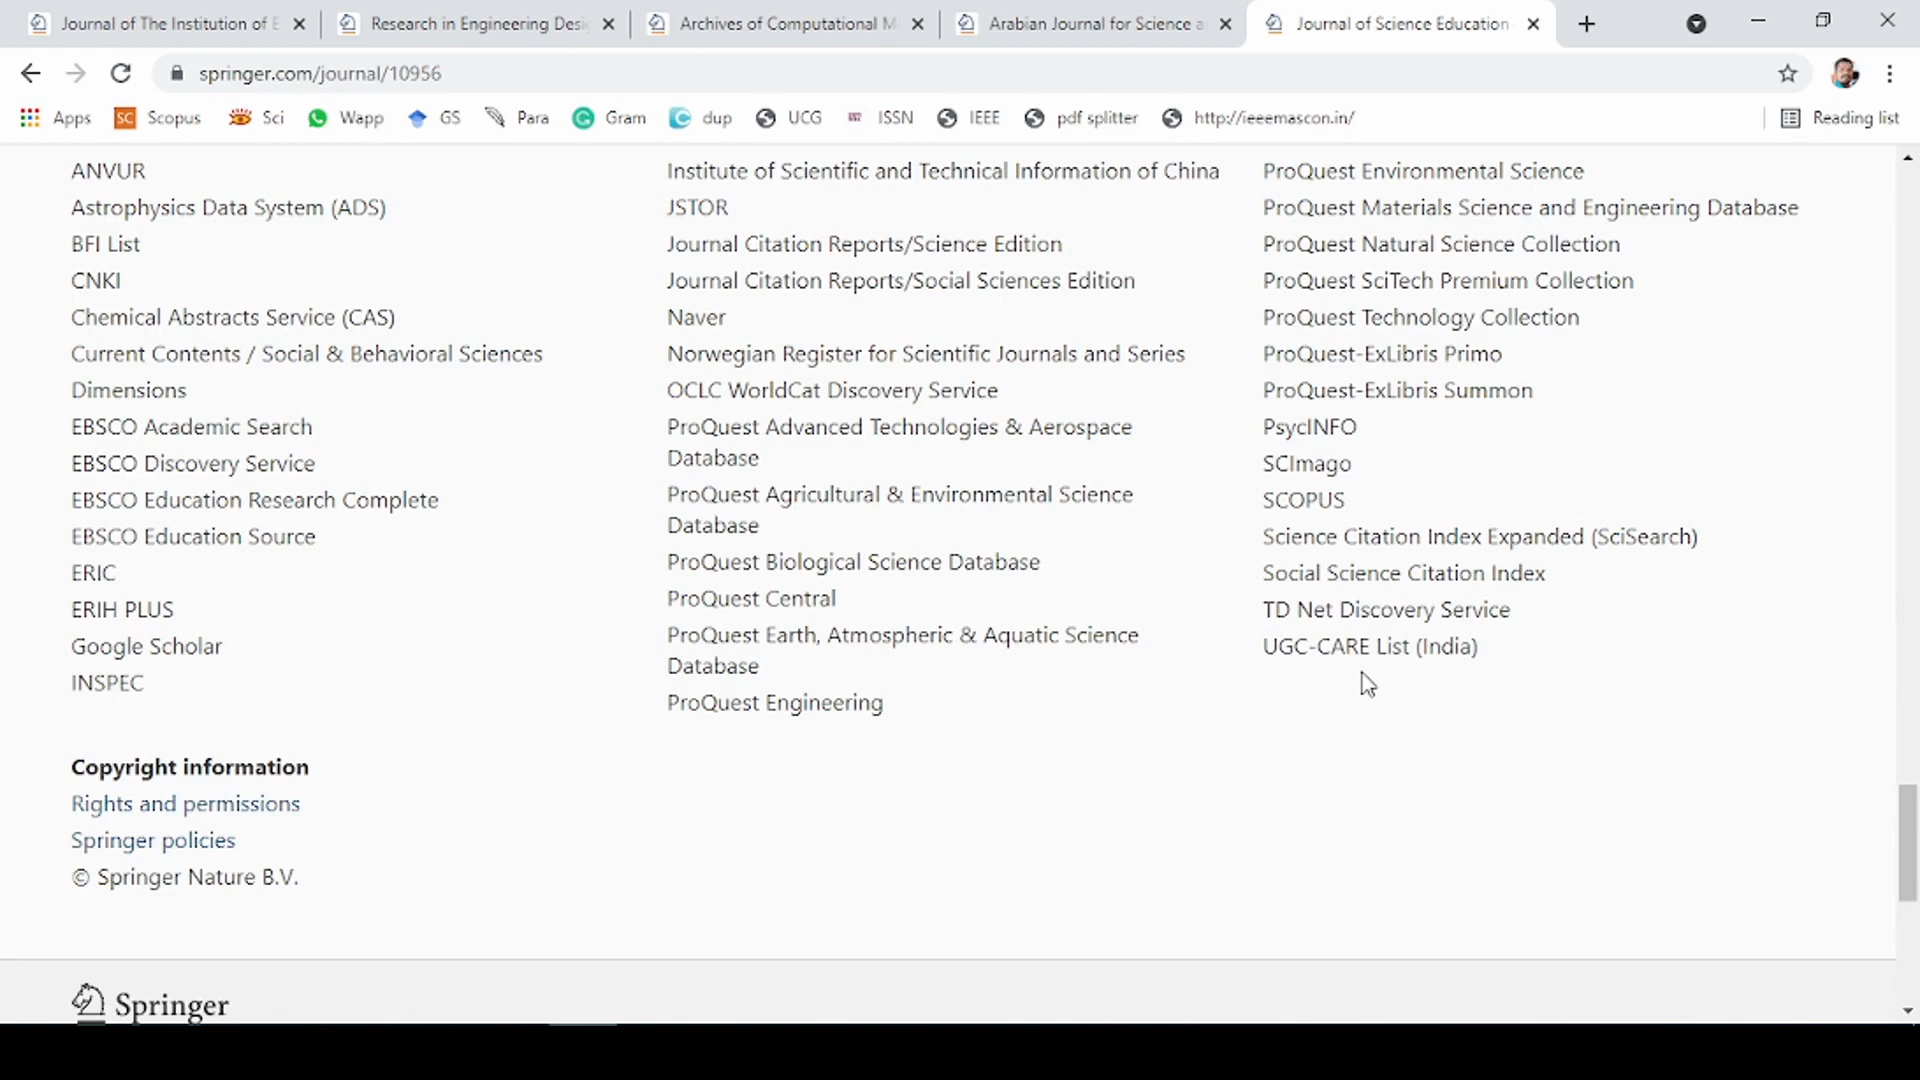 Journal of The Institution of E
Research in Engineering Desi
Archives of Computational M
Arabian Journal for Science a
Journal of Science Education
springer.com/journal/10956
Apps
SC Scopus
Sci
Wapp
GS
Para
Gram
dup
UCG
ISSN
IEEE
pdf splitter
http://ieeemascon.in/
Reading list
ANVUR
Astrophysics Data System (ADS)
BFI List
CNKI
Chemical Abstracts Service (CAS)
Current Contents / Social & Behavioral Sciences
Dimensions
EBSCO Academic Search
EBSCO Discovery Service
EBSCO Education Research Complete
EBSCO Education Source
ERIC
ERIH PLUS
Google Scholar
INSPEC
Institute of Scientific and Technical Information of China
JSTOR
Journal Citation Reports/Science Edition
Journal Citation Reports/Social Sciences Edition
Naver
Norwegian Register for Scientific Journals and Series
OCLC WorldCat Discovery Service
ProQuest Advanced Technologies & Aerospace
Database
ProQuest Agricultural & Environmental Science
Database
ProQuest Biological Science Database
ProQuest Central
ProQuest Earth, Atmospheric & Aquatic Science
Database
ProQuest Engineering
ProQuest Environmental Science
ProQuest Materials Science and Engineering Database
ProQuest Natural Science Collection
ProQuest SciTech Premium Collection
ProQuest Technology Collection
ProQuest-ExLibris Primo
ProQuest-ExLibris Summon
PsycINFO
SCImago
SCOPUS
Science Citation Index Expanded (SciSearch)
Social Science Citation Index
TD Net Discovery Service
UGC-CARE List (India)
Copyright information
Rights and permissions
Springer policies
© Springer Nature B.V.
Springer